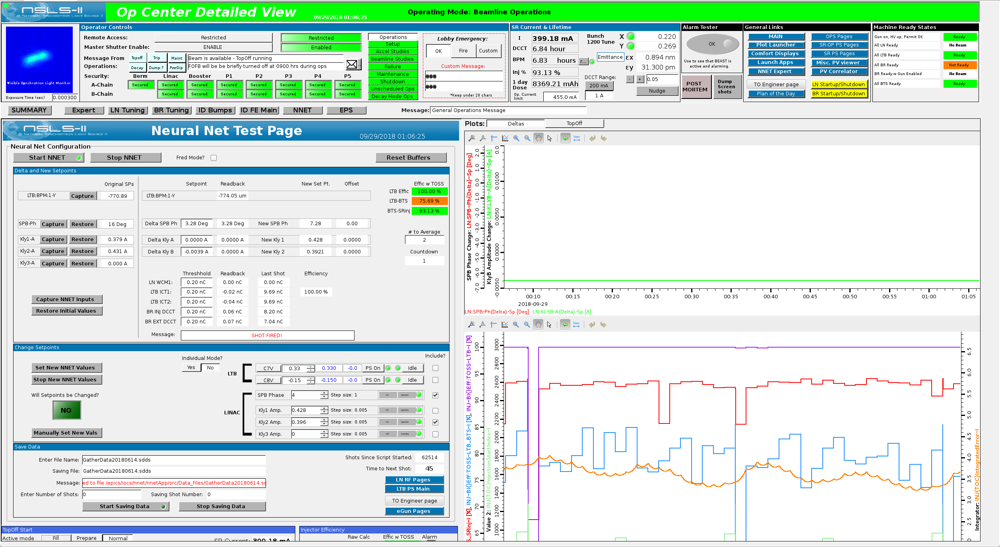 NSLS-II
NATIONAL SYNCHROTRON LIGHT SOURCE II
Op Center Detailed View
09/29/2018 01:06:25
Operating Mode: Beamline Operations
Visible Synchrotron Light Monitor
Exposure Time (sec) 0.000300
Operator Controls
Remote Access: Restricted Restricted
Master Shutter Enable: ENABLE Enabled
Message From Operations:
Topoff Trip Maint
Decay Dump:? PwrDip
Beam is available - TopOff running
FOFB will be be briefly turned off at 0900 hrs during ops
Security: Berm Linac Booster P1 P2 P3 P4 P5
A-Chain Secured Secured Secured Secured Secured Secured Secured Secured
B-Chain Secured Secured Secured Secured Secured Secured Secured
Operations
Setup
Accel Studies
Beamline Studies
Failure
Maintenance
Shutdown
Unscheduled Ops
Decay Mode Ops
Lobby Emergency:
OK Fire Custom
Custom Message:
###
###
*Keep under 20 chars
SR Current & Lifetime
I 399.18 mA
DCCT 6.84 hour
BPM 6.83 hours r...
Inj % 93.13 %
1 day Dose 8369.21 mAh
Op. Current limit 455.0 mA
Bunch 1200 Tune
X 0.220
Y 0.269
Emittance εx 0.894 nm
εy 31.300 pm
DCCT Range: - + 0.05
200 mA
1 A
Nudge
Alarm Tester
OK
Use to see that BEAST is active and alarming.
POST MORTEM
Dump Screen shots
General Links
MAIN OPS Pages
Plot Launcher SR-OP PS Pages
Comfort Displays SR PS Pages
Launch Apps Misc. PV viewer
NNET Expert PV Correlator
TO Engineer page LN Startup/Shutdown
Plan of the Day BR Startup/Shutdown
Machine Ready States
Gun on, HV up, Permit OK Ready
All LN Ready No Beam
All LTB Ready Ready
All BR Ready Not Ready
BR Ready w Gun Enabled No Beam
All BTS Ready Ready
SUMMARY Expert LN Tuning BR Tuning ID Bumps ID FE Main NNET EPS
Message: General Operations Message
NSLS-II
NATIONAL SYNCHROTRON LIGHT SOURCE II
Neural Net Test Page
09/29/2018 01:06:25
Neural Net Configuration
Start NNET Stop NNET Fred Mode? Reset Buffers
Delta and New Setpoints
Original SPs
LTB:BPM:1-Y Capture -770.89
SPB-Ph Capture Restore 16 Deg
Kly1-A Capture Restore 0.379 A
Kly2-A Capture Restore 0.431 A
Kly3-A Capture Restore 0.000 A
Capture NNET Inputs
Restore Initial Values
Setpoint Readback New Set Pt. Offset
LTB:BPM:1-Y -774.05 um
Delta SPB Ph 3.28 Deg 3.28 Deg New SPB Ph 7.28 0.00
Delta Kly A 0.0000 A 0.0000 A New Kly 1 0.428 0.0000
Delta Kly B -0.0039 A 0.0000 A New Kly 2 0.3921 0.0000
Effic w TOSS
LTB Effic 100.00 %
LTB-BTS 75.69 %
BTS-SRinj 93.13 %
# to Average
2
Countdown
1
Threshhold Readback Last Shot Efficiency
LN WCM1: 0.20 nC 0.00 nC 0.00 nC
LTB ICT1: 0.20 nC -0.02 nC 9.69 nC 100.00 %
LTB ICT2: 0.20 nC -0.04 nC 9.69 nC
BR INJ DCCT 0.20 nC 0.06 nC 8.20 nC
BR EXT DCCT 0.20 nC 0.07 nC 7.04 nC
Message: SHOT FIRED!
Change Setpoints
Set New NNET Values
Stop New NNET Values
Will Setpoints be Changed?
NO
Manually Set New Vals
Individual Mode?
Yes No
Include?
LTB
C7V 0.33 0.330 -0.0 PS On Idle
C8V -0.15 -0.150 -0.0 PS On Idle
LINAC
SPB Phase 4 Step size: 1 On operate
Kly1 Amp. 0.428 Step size: 0.005 On operate
Kly2 Amp. 0.396 Step size: 0.005 On operate
Kly3 Amp. 0 Step size: 0.005 Off standby
Save Data
Enter File Name: GatherData20180614.sdds
Saving File: GatherData20180614.sdds
Message: ed to file /epics/iocs/nnet/nnetApp/src/Data_Files/GatherData20180614.sc
Enter Number of Shots: 0 Saving Shot Number: 0
Start Saving Data Stop Saving Data
Shots Since Script Started: 62514
Time to Next Shot: 45
LN RF Pages
LTB PS Main
TO Engineer page
eGun Pages
TopOff Start
Active mode Fill Prepare Normal
SR Current: 399.18 mA
Injector Efficiency
Raw Calc Effic w TOSS Alarm
Plots: Deltas TopOff
Time
SPB Phase Change: LN:SPB-Ph{Delta}-Sp [Deg]
2.0 1.0 0.0 -1.0 -2.0 -3.0 -4.0 -5.0 -6.0 -7.0
KlyB Amplitude Change: LN:KLYB-A{Delta}-Sp [A]
0.0 0.0100 0.0050 0.0000 -0.0050
00:10 00:15 00:20 00:25 00:30 00:35 00:40 00:45 00:50 00:55 01:00 01:05
2018-09-29
LN:SPB-Ph{Delta}-Sp [Deg] LN:KLYB-A{Delta}-Sp [A]
Time
S_SRinj-I [%], INJ-BI{}Eff:TOSS-LTB_BTS-I [%], INJ-BI{}Eff:TOSS-LTB-I [%]
100 95 90 85 80 75 70 65
Value 2: INJ{TOC}InjectionStartIndex-I
3000 2800 2600 2400 2200 2000 1800 1600 1400 1200 1000
6.5 6.0 5.5 5.0 4.5 4.0 3.5 3.0 2.5
Integrator: INJ{TOC}IntegratedError-I